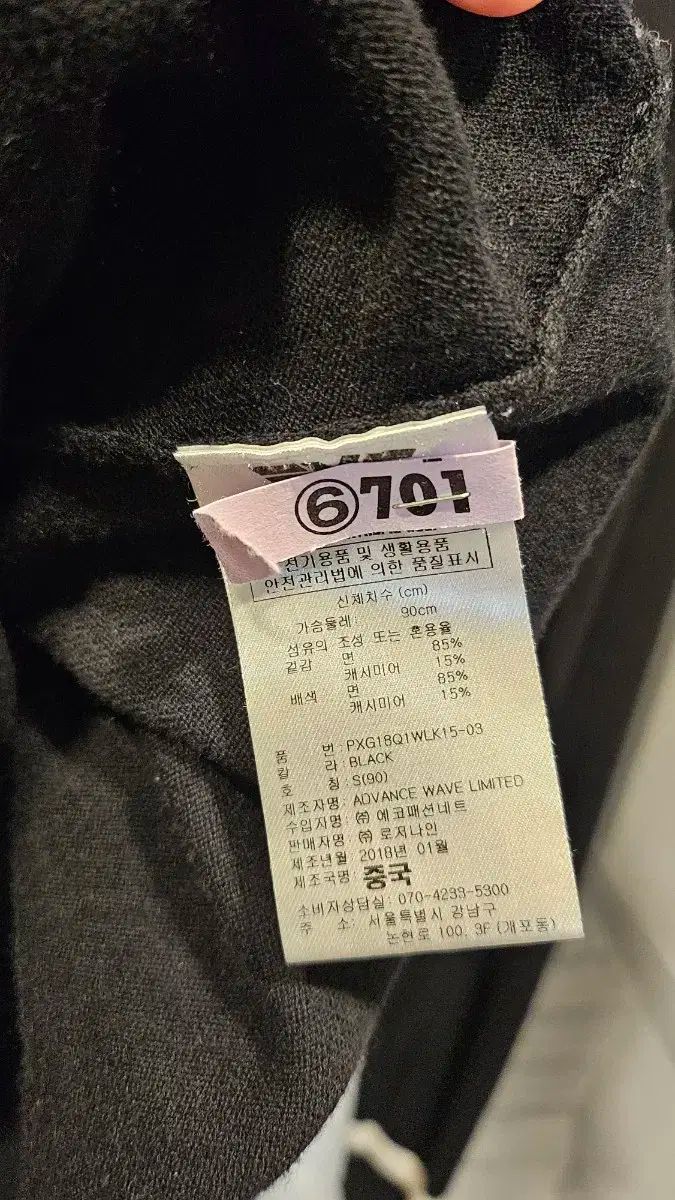 ⑥701
전기용품 및 생활용품
안전관리법에 의한 품질표시
신체치수 (cm)
가슴둘레: 90cm
섬유의 조성 또는 혼용율
겉감 면 85%
캐시미어 15%
배색 면 85%
캐시미어 15%
품 번: PXG18Q1WLK15-03
칼 라: BLACK
호 칭: S(90)
제조자명: ADVANCE WAVE LIMITED
수입자명: ㈜ 에코패션네트
판매자명: ㈜ 로저나인
제조년월: 2018년 01월
제조국명: 중국
소비자상담실: 070-4233-5300
주 소: 서울특별시 강남구
논현로 100, 3F (개포동)